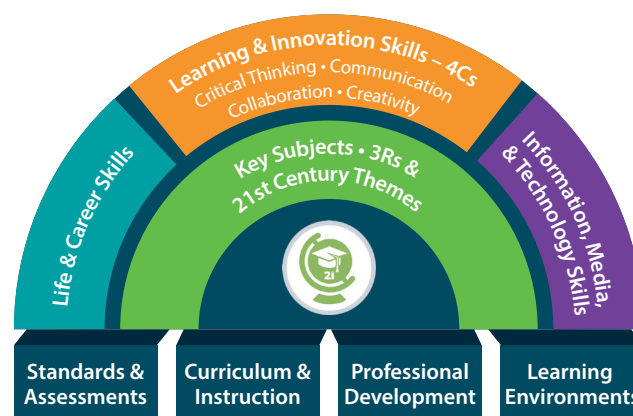 Learning & Innovation Skills – 4Cs
Critical Thinking • Communication
Collaboration • Creativity
Life & Career Skills
Key Subjects • 3Rs &
21st Century Themes
Information, Media,
& Technology Skills
21
Standards &
Assessments
Curriculum &
Instruction
Professional
Development
Learning
Environments